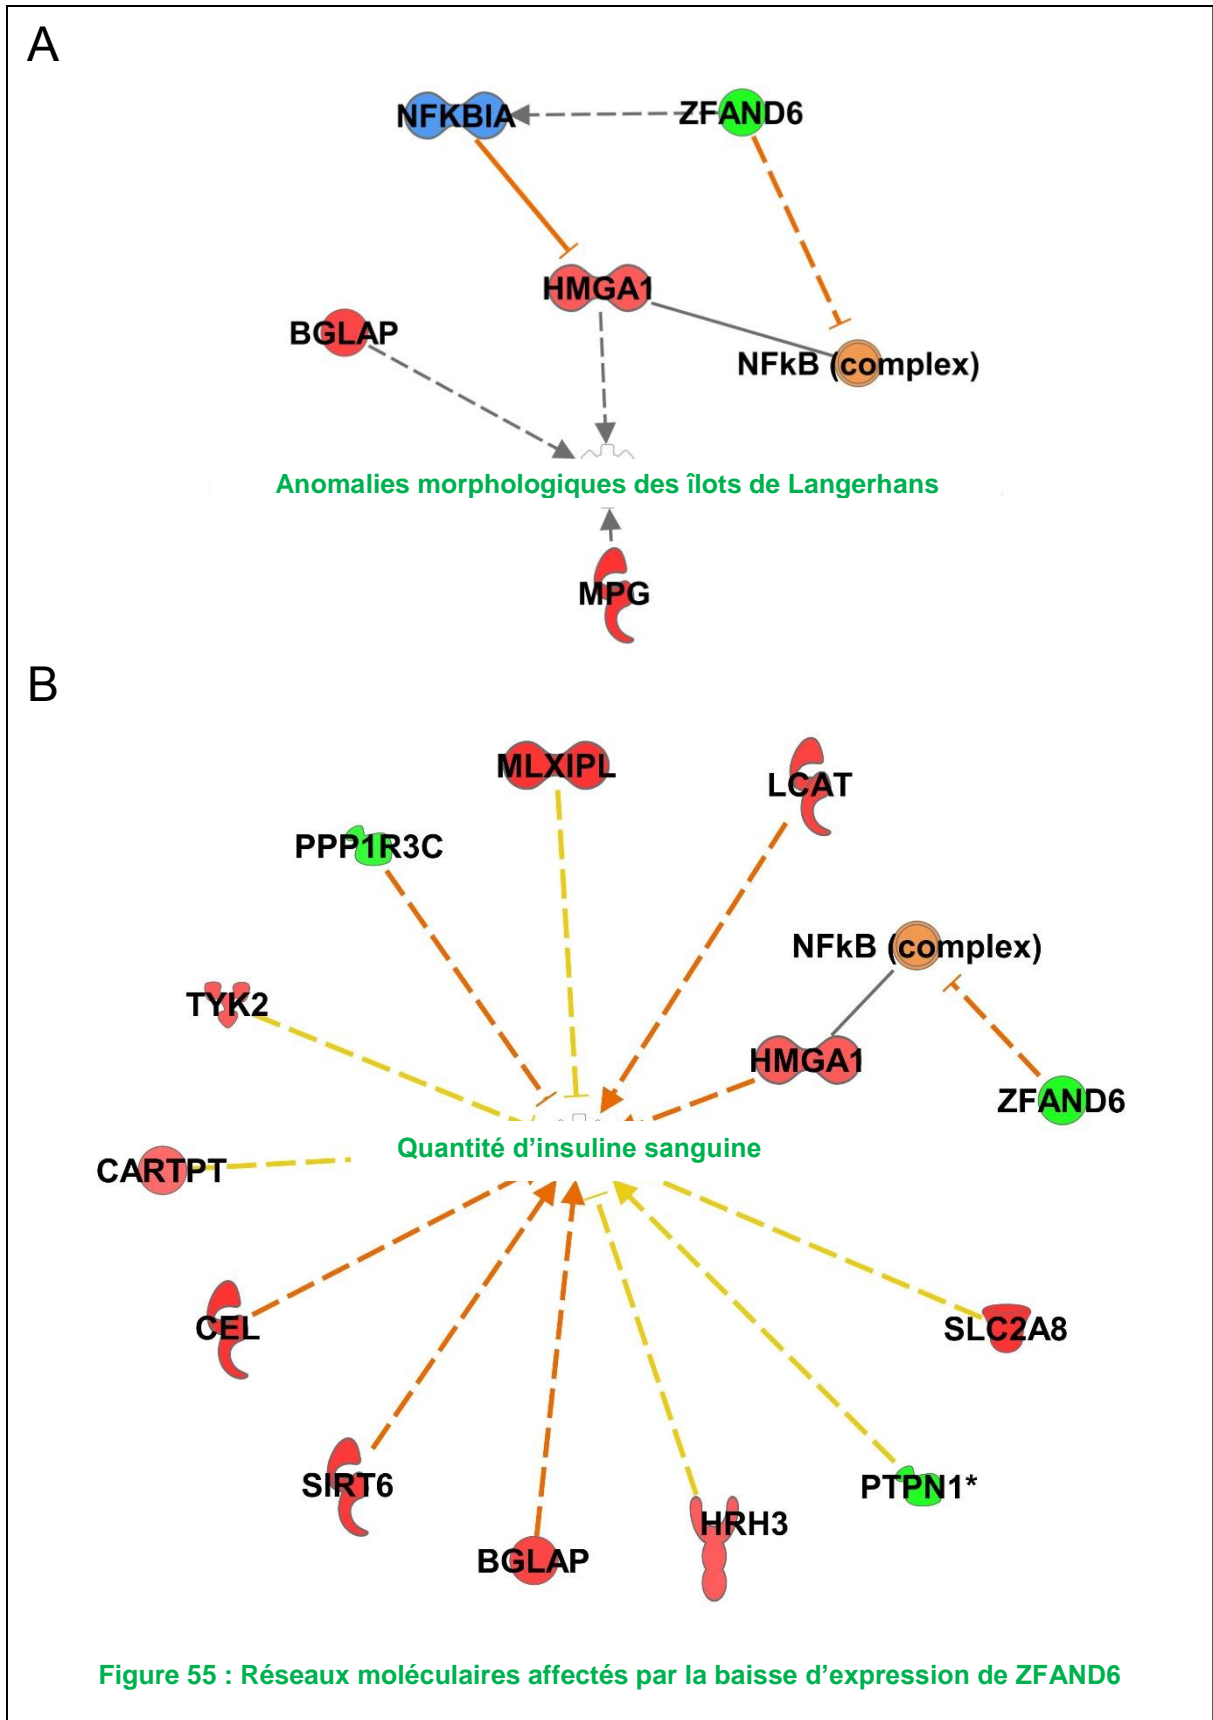 A
NFKBIA
ZFAND6
HMGA1
BGLAP
NFkB (complex)
Anomalies morphologiques des îlots de Langerhans
MPG
B
MLXIPL
LCAT
PPP1R3C
NFkB (complex)
TYK2
HMGA1
ZFAND6
Quantité d’insuline sanguine
CARTPT
CEL
SLC2A8
SIRT6
PTPN1*
HRH3
BGLAP
Figure 55 : Réseaux moléculaires affectés par la baisse d’expression de ZFAND6